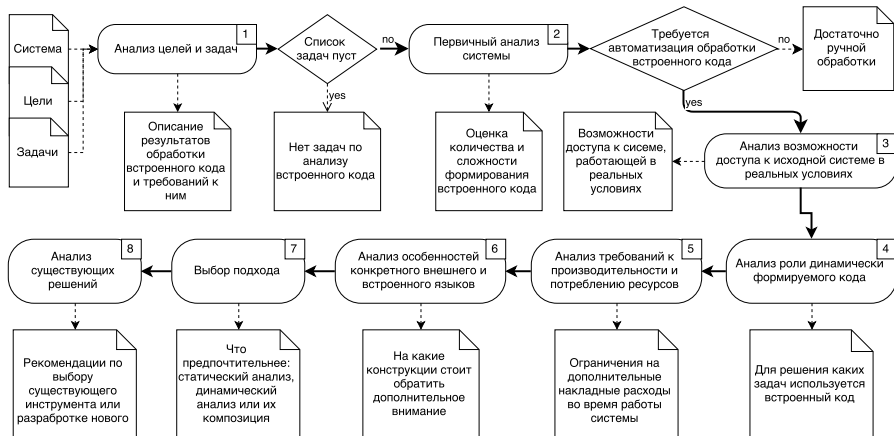 Система
Цели
Задачи
Анализ целей и задач
1
Список
задач пуст
no
yes
Первичный анализ
системы
2
Требуется
автоматизация обработки
встроенного кода
no
yes
Достаточно
ручной
обработки
Описание
результатов
обработки
встроенного кода
и требований к
ним
Нет задач по
анализу
встроенного кода
Оценка
количества и
сложности
формирования
встроенного кода
Возможности
доступа к сисеме,
работающей в
реальных
условиях
Анализ возможности
доступа к исходной системе в
реальных условиях
3
Анализ
существующих
решений
8
Выбор подхода
7
Анализ особенностей
конкретного внешнего и
встроенного языков
6
Анализ требований к
производительности и
потреблению ресурсов
5
Анализ роли динамически
формируемого кода
4
Рекомендации по
выбору
существующего
инструмента или
разрабротке нового
Что
предпочтительнее:
статический анализ,
динамический
анализ или их
композиция
На какие
конструкции стоит
обратить
дополнительное
внимание
Ограничения на
дополнительные
накладные расходы
во время работы
системы
Для решения каких
задач используется
встроенный код